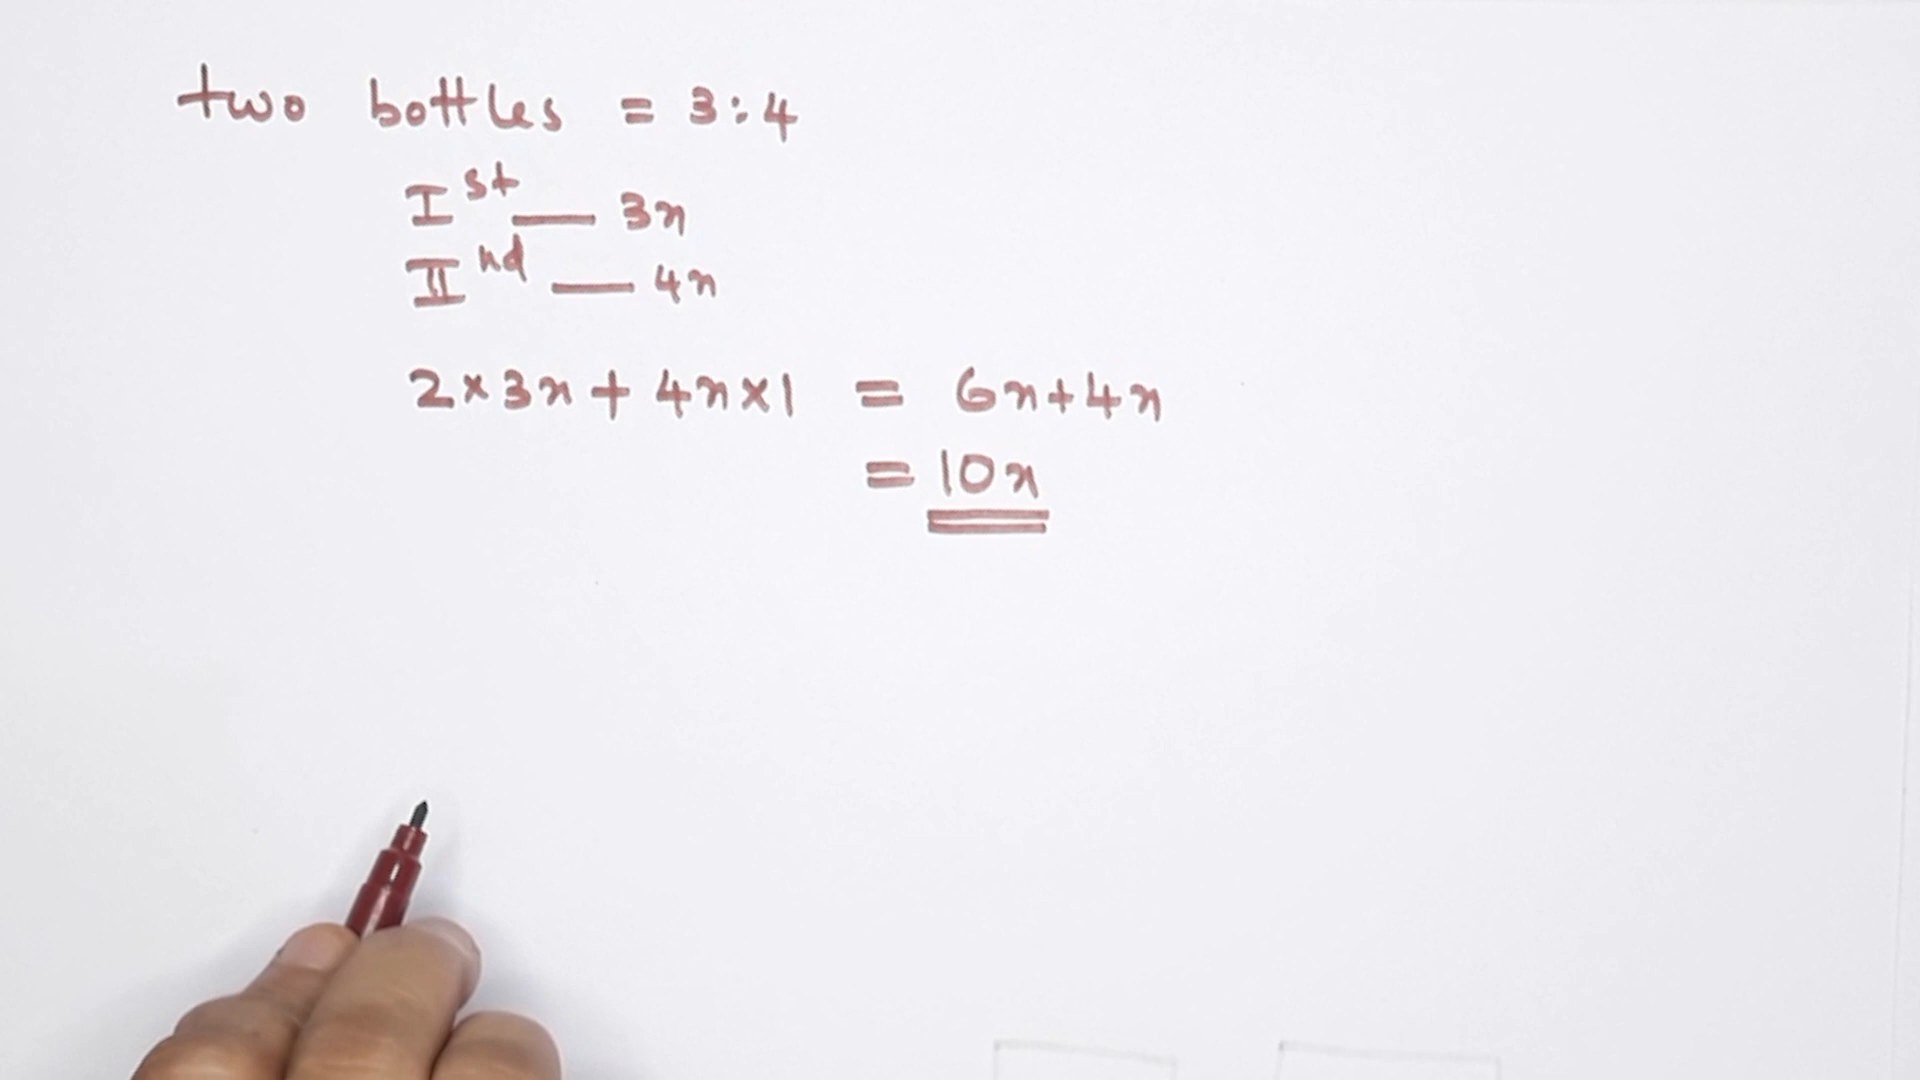 two bottles = 3:4
Ist — 3x
IInd — 4x
2×3x + 4x×1 = 6x+4x
= 10x